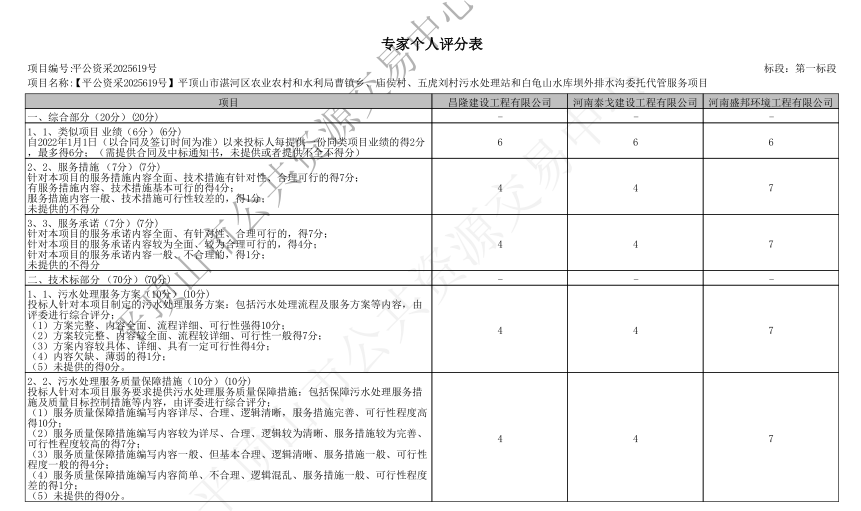 专家个人评分表
项目编号:平公资采2025619号 标段: 第一标段
项目名称:【平公资采2025619号】平顶山市湛河区农业农村和水利局曹镇乡、庙侯村、五虎刘村污水处理站和白龟山水库坝外排水沟委托代管服务项目
项目 昌隆建设工程有限公司 河南泰戈建设工程有限公司 河南盛邦环境工程有限公司
一、综合部分(20分)(20分) - - -
1、1、类似项目 业绩(6分)(6分)
自2022年1月1日(以合同及签订时间为准)以来投标人每提供一份同类项目业绩的得2分
,最多得6分; (需提供合同及中标通知书,未提供或者提供不全不得分) 6 6 6
2、2、服务措施 (7分)(7分)
针对本项目的服务措施内容全面、技术措施有针对性、合理可行的得7分;
有服务措施内容、技术措施基本可行的得4分;
服务措施内容一般、技术措施可行性较差的,得1分;
未提供的不得分 4 4 7
3、3、服务承诺(7分)(7分)
针对本项目的服务承诺内容全面、有针对性、合理可行的,得7分;
针对本项目的服务承诺内容较为全面、较为合理可行的,得4分;
针对本项目的服务承诺内容一般、不合理的,得1分;
未提供的不得分 4 4 7
二、技术标部分 (70分)(70分) - - -
1、1、污水处理服务方案(10分)(10分)
投标人针对本项目制定的污水处理服务方案: 包括污水处理流程及服务方案等内容,由
评委进行综合评分;
(1)方案完整、内容全面、流程详细、可行性强得10分;
(2)方案较完整、内容较全面、流程较详细、可行性一般得7分;
(3)方案内容较具体、详细、具有一定可行性得4分;
(4)内容欠缺、薄弱的得1分;
(5)未提供的得0分。 4 4 7
2、2、污水处理服务质量保障措施(10分)(10分)
投标人针对本项目服务要求提供污水处理服务质量保障措施: 包括保障污水处理服务措
施及质量目标控制措施等内容,由评委进行综合评分;
(1)服务质量保障措施编写内容详尽、合理、逻辑清晰,服务措施完善、可行性程度高
得10分;
(2)服务质量保障措施编写内容较为详尽、合理、逻辑较为清晰、服务措施较为完善、
可行性程度较高的得7分;
(3)服务质量保障措施编写内容一般、但基本合理、逻辑清晰、服务措施一般、可行性
程度一般的得4分;
(4)服务质量保障措施编写内容简单、不合理、逻辑混乱、服务措施一般、可行性程度
差的得1分;
(5)未提供的得0分。 4 4 7
平顶山市公共资源交易中心
平顶山市公共资源交易中心